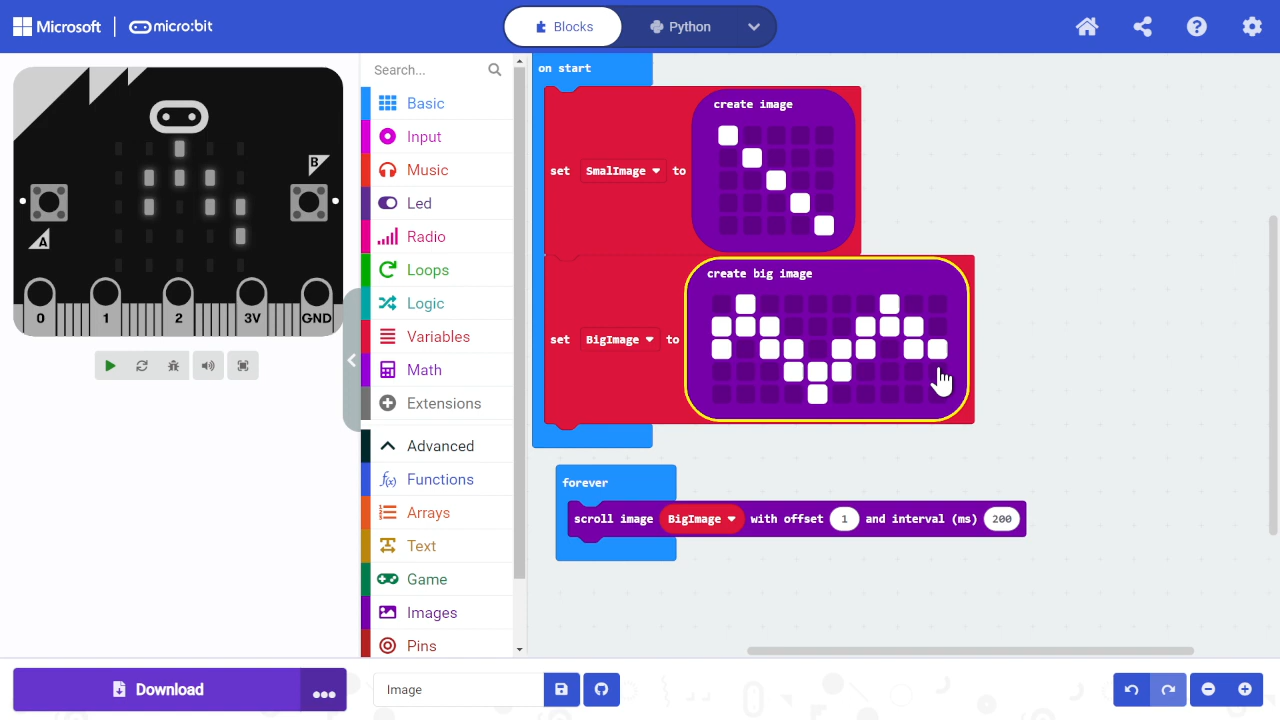 Microsoft
micro:bit
Blocks
Python
B
A
0 1 2 3V GND
Download
Search...
Basic
Input
Music
Led
Radio
Loops
Logic
Variables
Math
Extensions
Advanced
Functions
Arrays
Text
Game
Images
Pins
on start
set SmalImage to
create image
set BigImage to
create big image
forever
scroll image BigImage with offset 1 and interval (ms) 200
Image